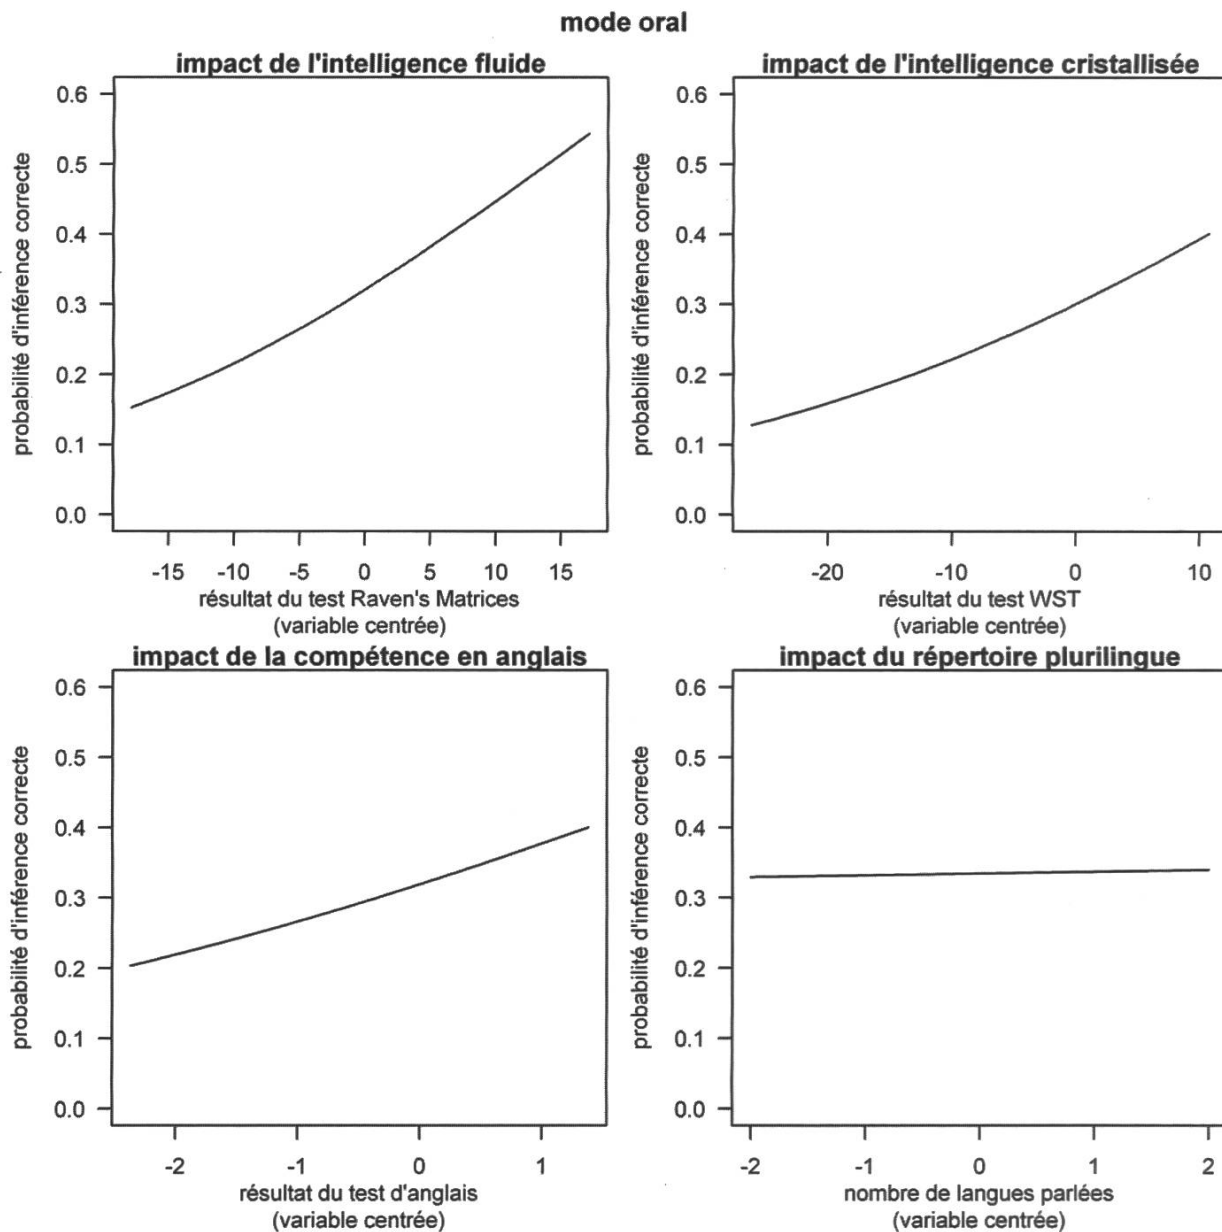 mode oral
impact de l'intelligence fluide
probabilité d'inférence correcte
0.6
0.5
0.4
0.3
0.2
0.1
0.0
-15 -10 -5 0 5 10 15
résultat du test Raven's Matrices
(variable centrée)
impact de l'intelligence cristallisée
probabilité d'inférence correcte
0.6
0.5
0.4
0.3
0.2
0.1
0.0
-20 -10 0 10
résultat du test WST
(variable centrée)
impact de la compétence en anglais
probabilité d'inférence correcte
0.6
0.5
0.4
0.3
0.2
0.1
0.0
-2 -1 0 1
résultat du test d'anglais
(variable centrée)
impact du répertoire plurilingue
probabilité d'inférence correcte
0.6
0.5
0.4
0.3
0.2
0.1
0.0
-2 -1 0 1 2
nombre de langues parlées
(variable centrée)